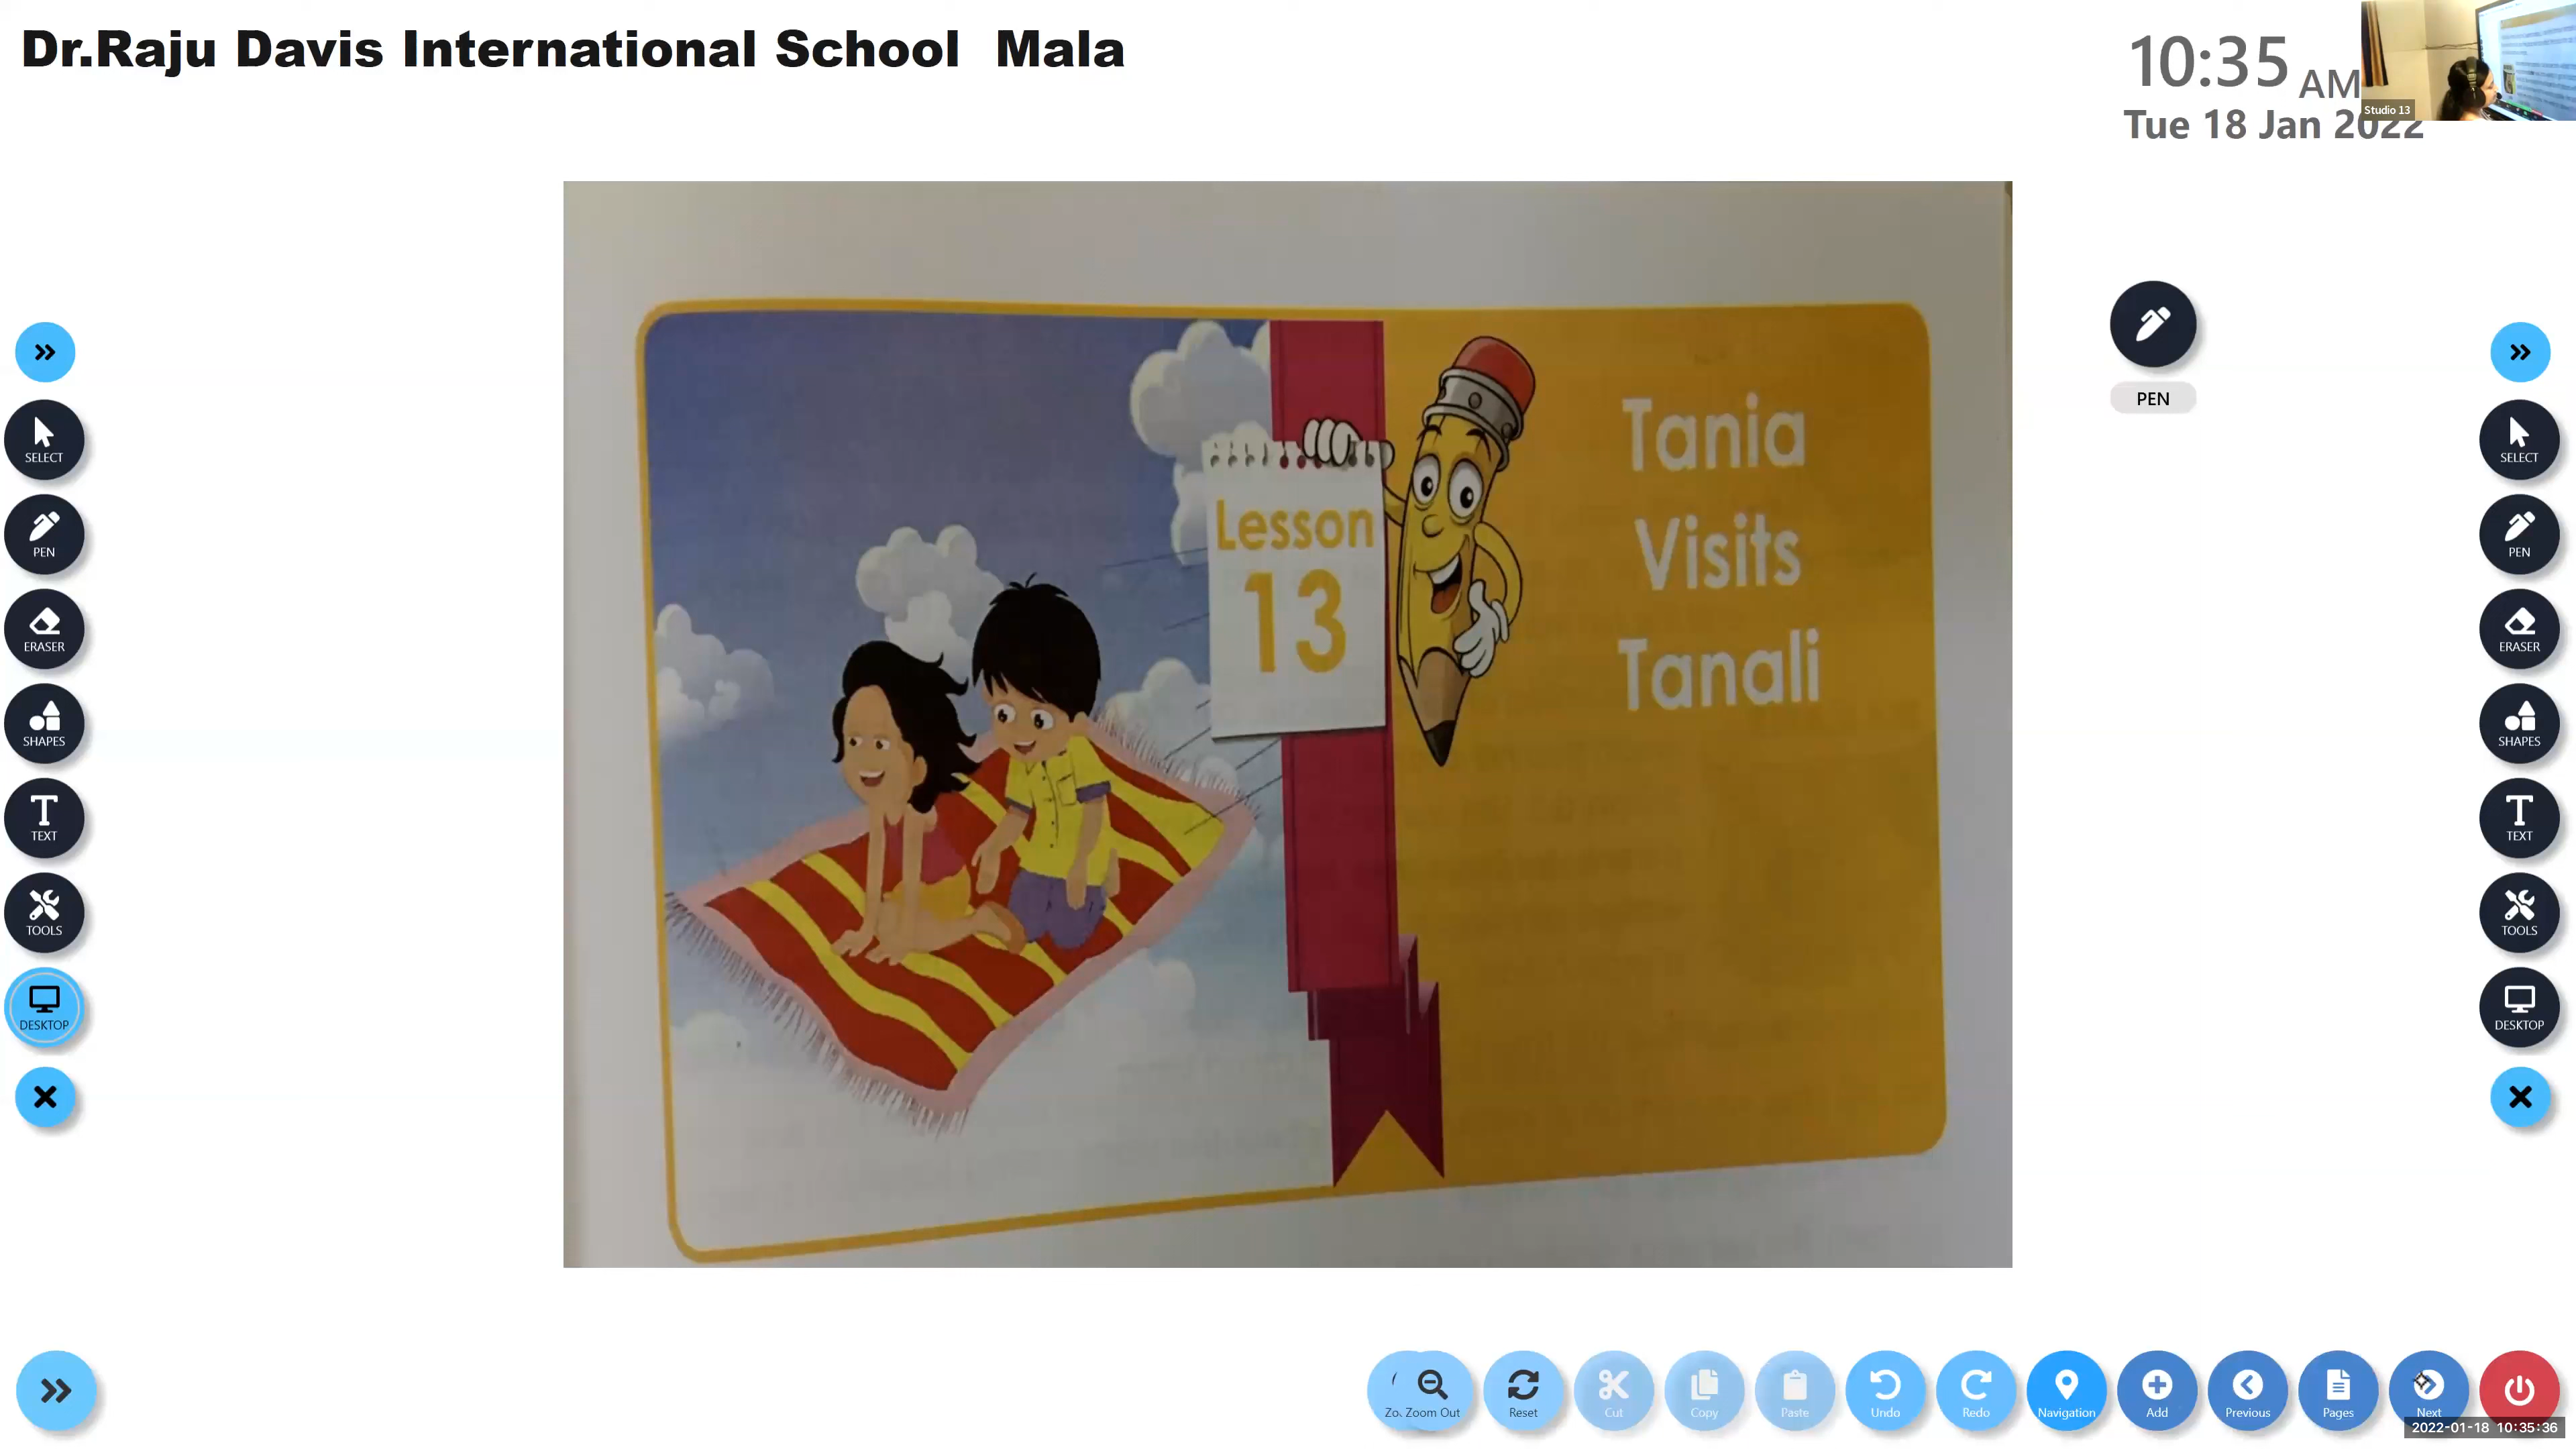 Dr.Raju Davis International School Mala
10:35 AM
Tue 18 Jan 2022
Studio 13
Lesson
13
Tania
Visits
Tanali
PEN
SELECT
PEN
ERASER
SHAPES
TEXT
TOOLS
DESKTOP
SELECT
PEN
ERASER
SHAPES
TEXT
TOOLS
DESKTOP
Zoom Out
Reset
Cut
Copy
Paste
Undo
Redo
Navigation
Add
Previous
Pages
Next
2022-01-18 10:35:36